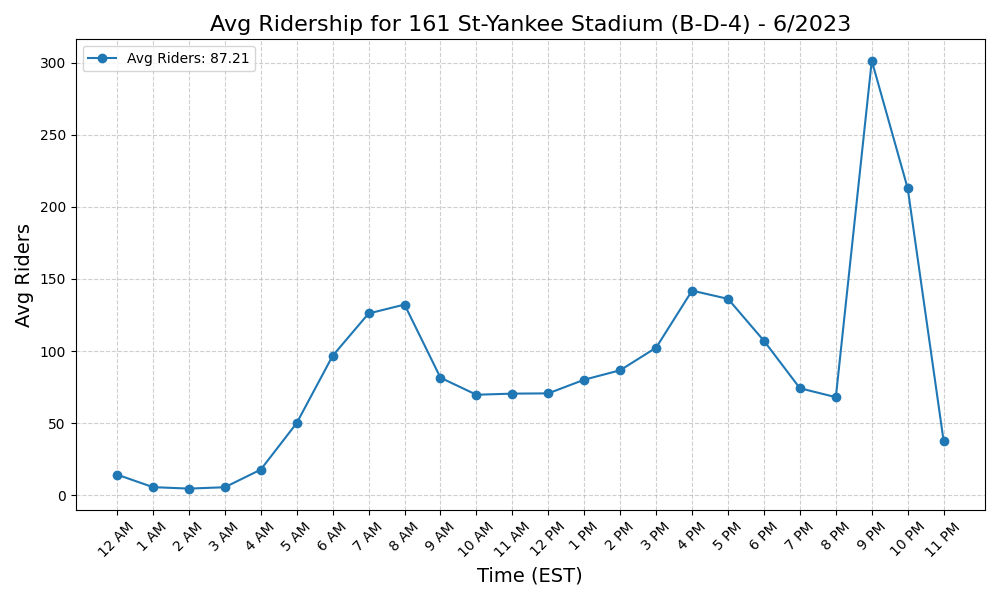 Avg Ridership for 161 St-Yankee Stadium (B-D-4) - 6/2023
Avg Riders: 87.21
Avg Riders
300
250
200
150
100
50
0
12 AM
1 AM
2 AM
3 AM
4 AM
5 AM
6 AM
7 AM
8 AM
9 AM
10 AM
11 AM
12 PM
1 PM
2 PM
3 PM
4 PM
5 PM
6 PM
7 PM
8 PM
9 PM
10 PM
11 PM
Time (EST)